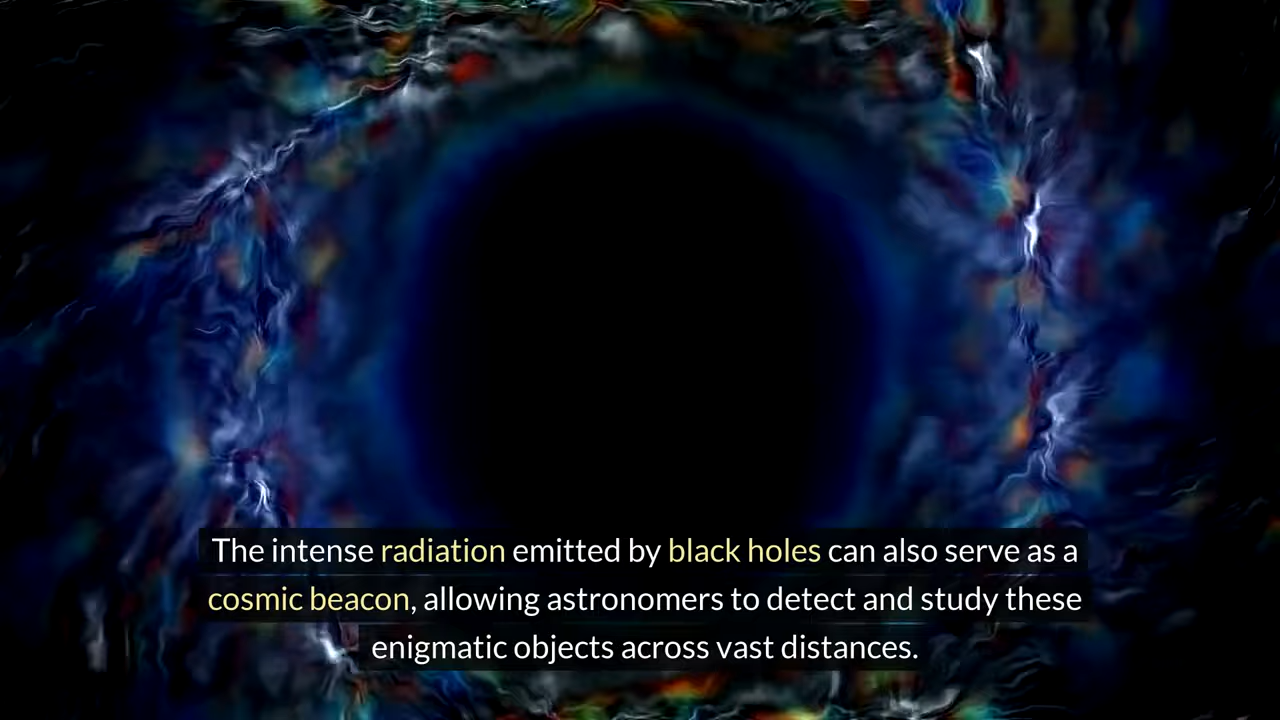 The intense radiation emitted by black holes can also serve as a
cosmic beacon, allowing astronomers to detect and study these
enigmatic objects across vast distances.